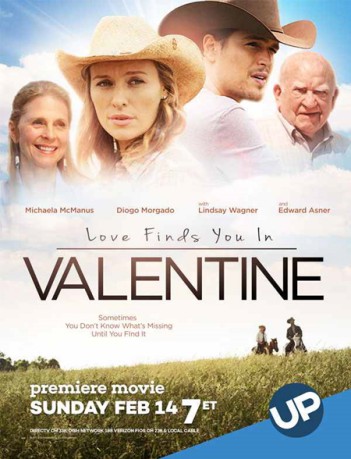 with and
Michaela McManus Diogo Morgado Lindsay Wagner Edward Asner
Love Finds You In
VALENTINE
Sometimes
You Don't Know What's Missing
Until You Find It
premiere movie
SUNDAY FEB 14 7 ET
UP